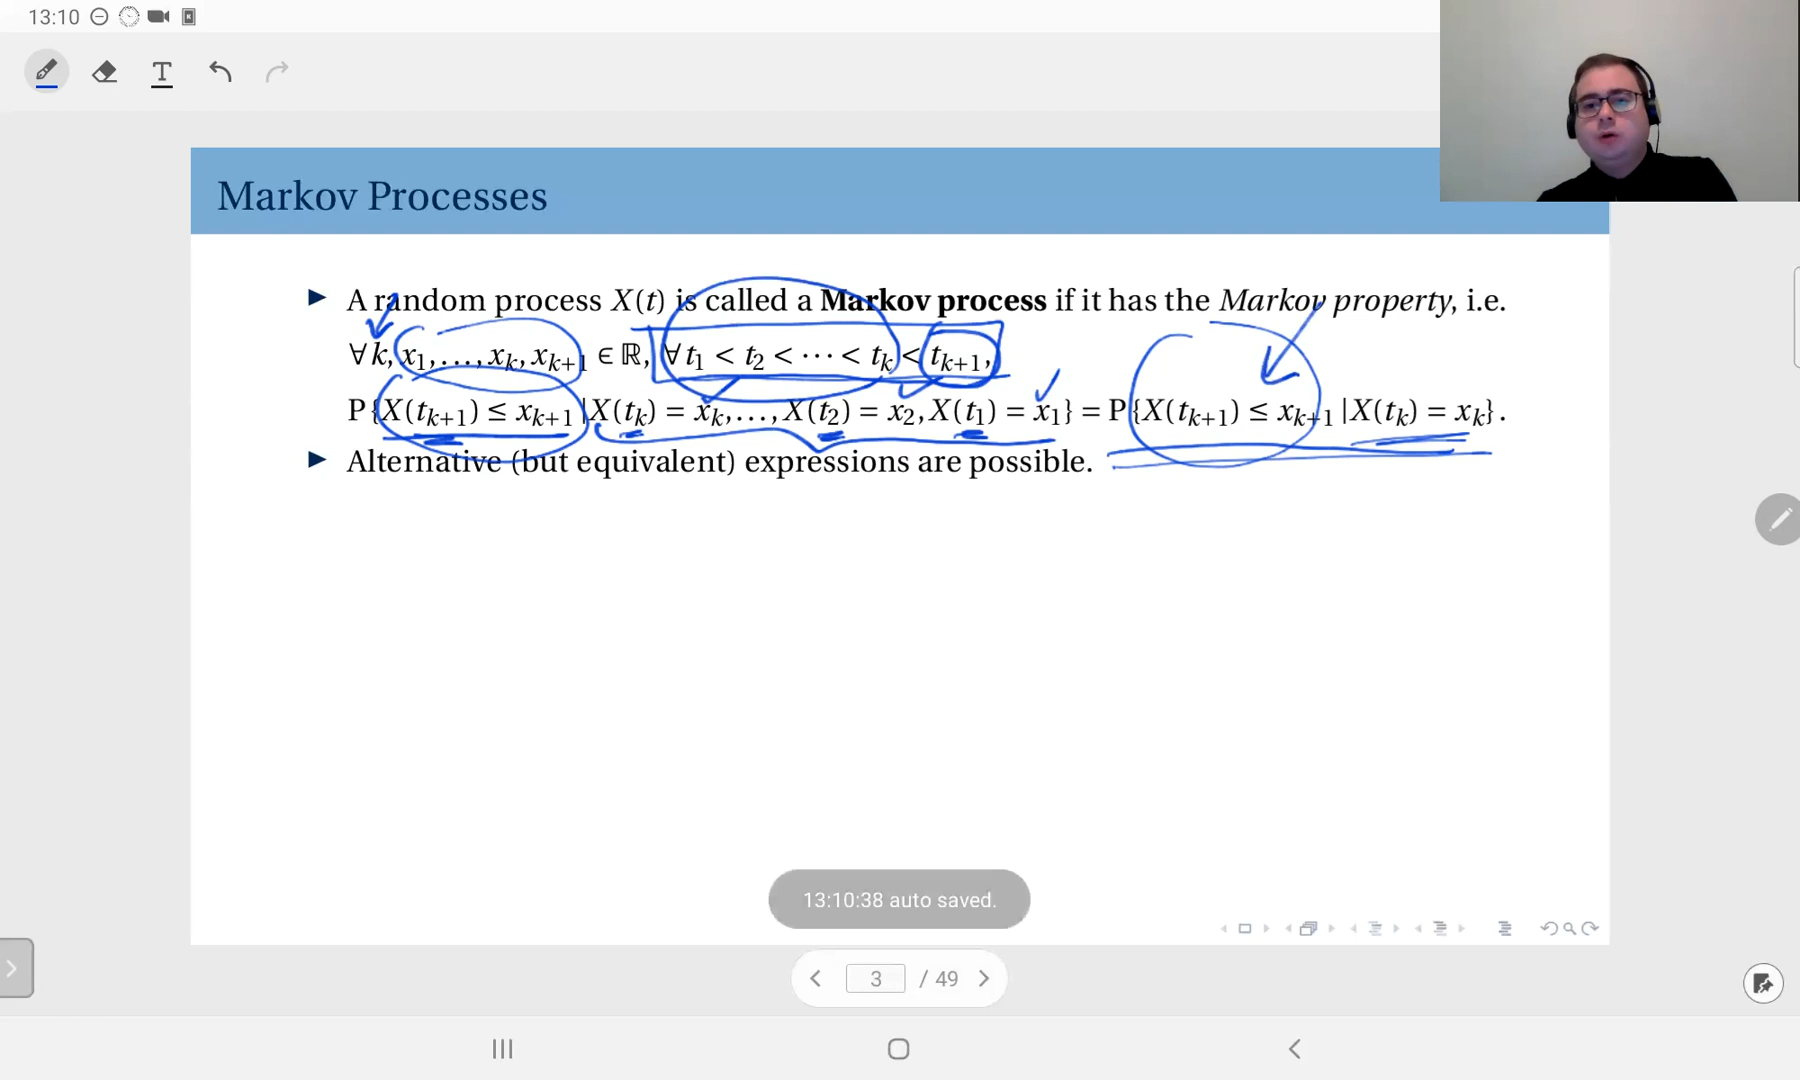 13:10
T
Markov Processes
▶ A random process X(t) is called a Markov process if it has the Markov property, i.e.
∀k, x₁,…, xₖ, xₖ₊₁ ∈ ℝ, ∀t₁ < t₂ < ⋯ < tₖ < tₖ₊₁,
P{X(tₖ₊₁) ≤ xₖ₊₁ |X(tₖ) = xₖ,…, X(t₂) = x₂, X(t₁) = x₁} = P{X(tₖ₊₁) ≤ xₖ₊₁ |X(tₖ) = xₖ}.
▶ Alternative (but equivalent) expressions are possible.
13:10:38 auto saved.
3 / 49